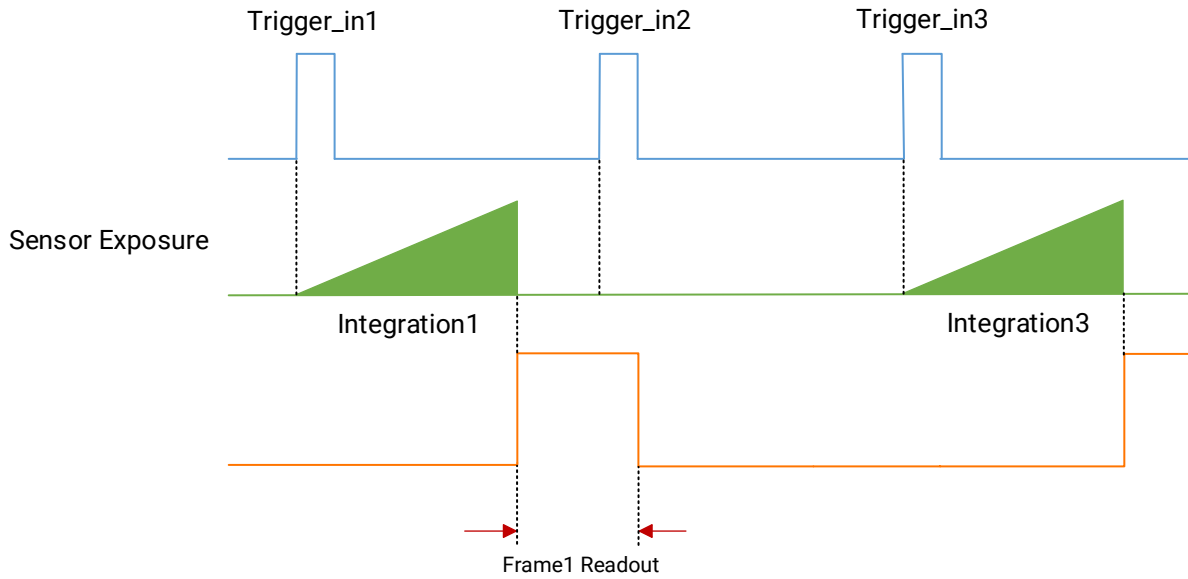 Trigger_in1
Trigger_in2
Trigger_in3
Sensor Exposure
Integration1
Integration3
Frame1 Readout